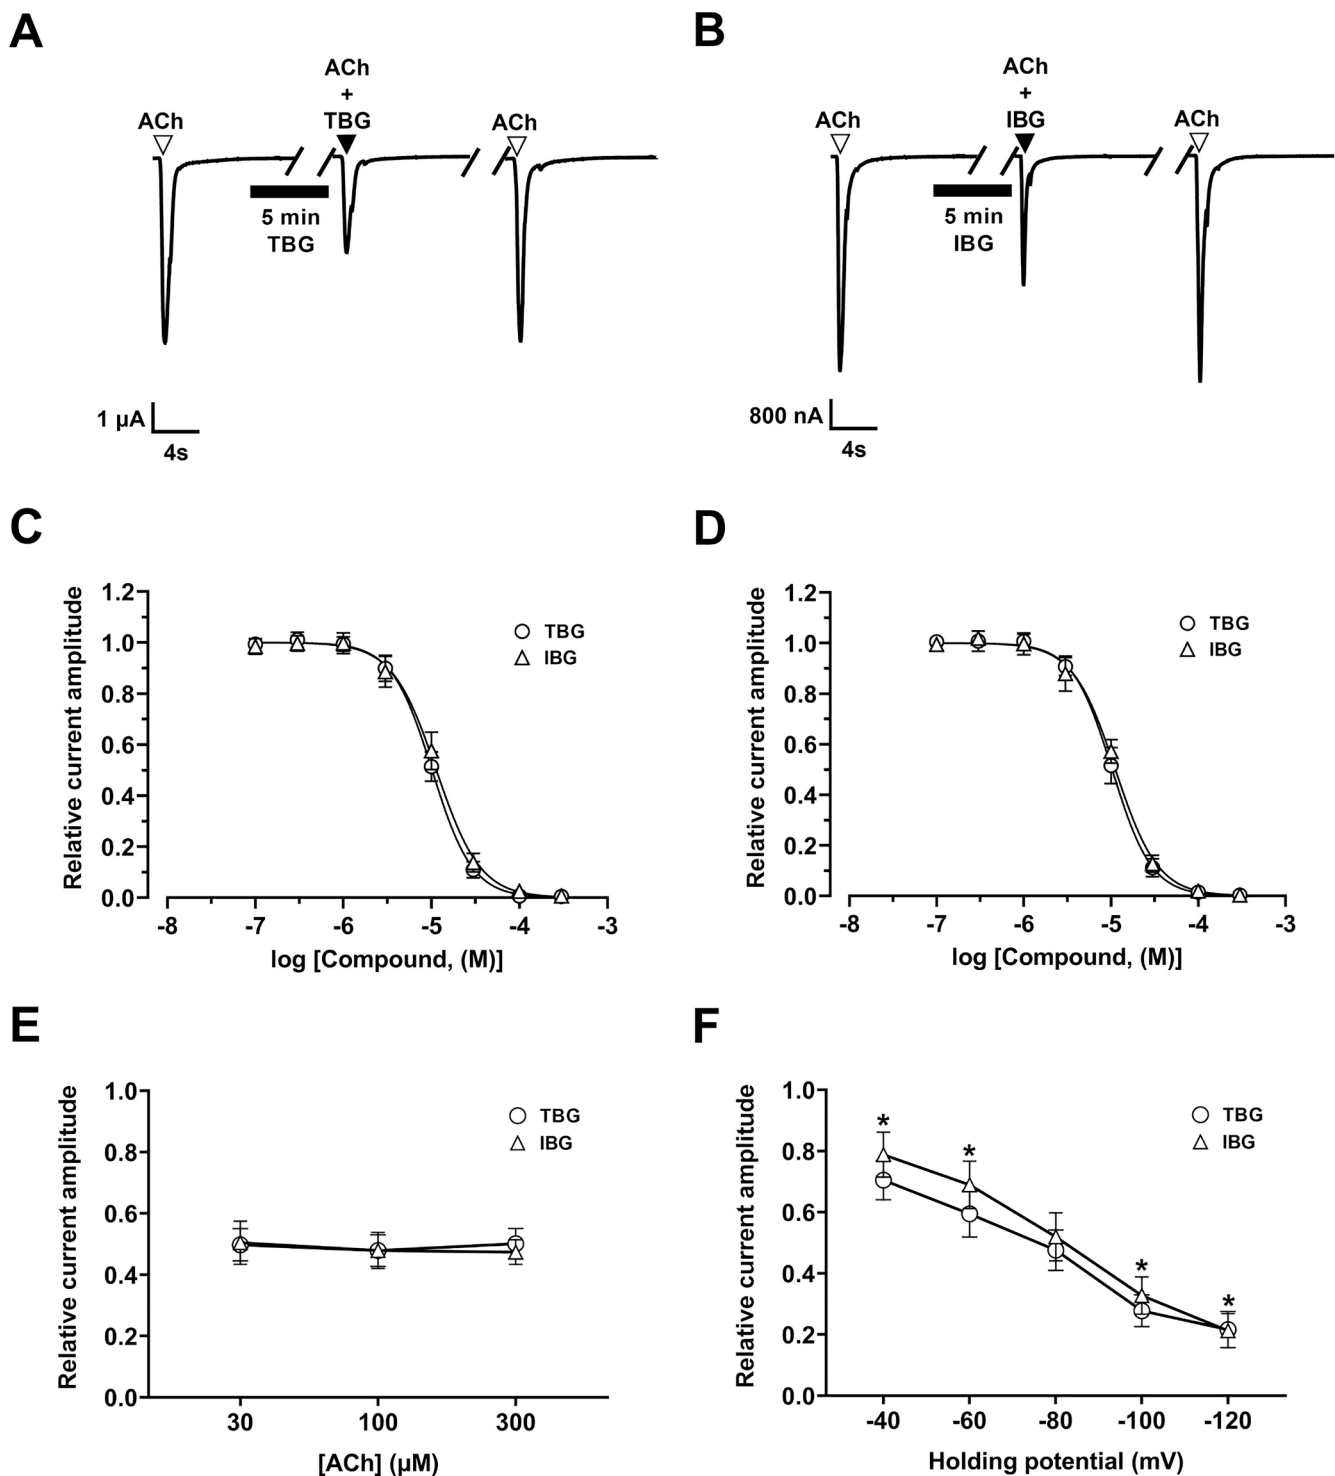 A
ACh
ACh
+
TBG
ACh
5 min
TBG
1 µA
4s
B
ACh
ACh
+
IBG
ACh
5 min
IBG
800 nA
4s
C
Relative current amplitude
1.2
1.0
0.8
0.6
0.4
0.2
0.0
TBG
IBG
-8 -7 -6 -5 -4 -3
log [Compound, (M)]
D
Relative current amplitude
1.2
1.0
0.8
0.6
0.4
0.2
0.0
TBG
IBG
-8 -7 -6 -5 -4 -3
log [Compound, (M)]
E
Relative current amplitude
1.0
0.8
0.6
0.4
0.2
0.0
TBG
IBG
30 100 300
[ACh] (µM)
F
Relative current amplitude
1.0
0.8
0.6
0.4
0.2
0.0
TBG
IBG
* * * *
-40 -60 -80 -100 -120
Holding potential (mV)